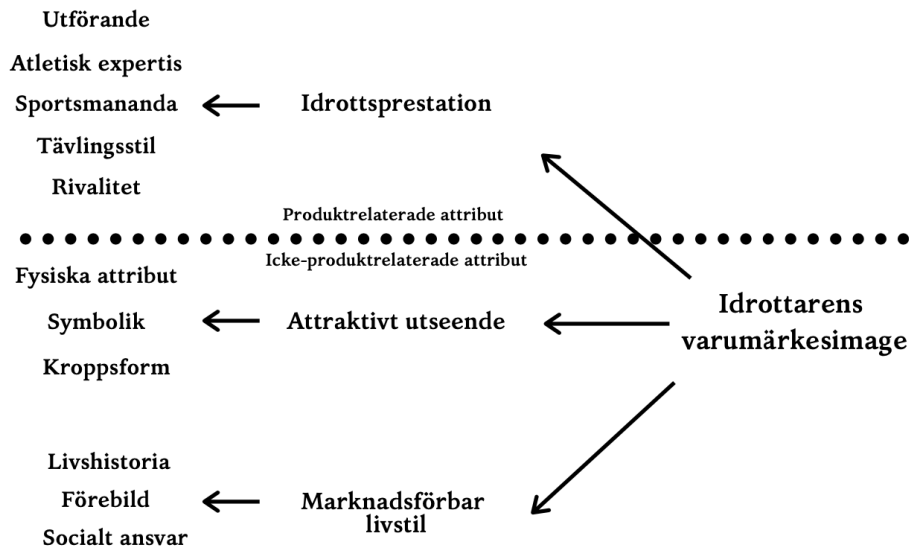 Utförande
Atletisk expertis
Sportsmananda
Idrottsprestation
Tävlingsstil
Rivalitet
Produktrelaterade attribut
Icke-produktrelaterade attribut
Fysiska attribut
Symbolik
Attraktivt utseende
Idrottarens
varumärkesimage
Kroppsform
Livshistoria
Förebild
Marknadsförbar
livstil
Socialt ansvar